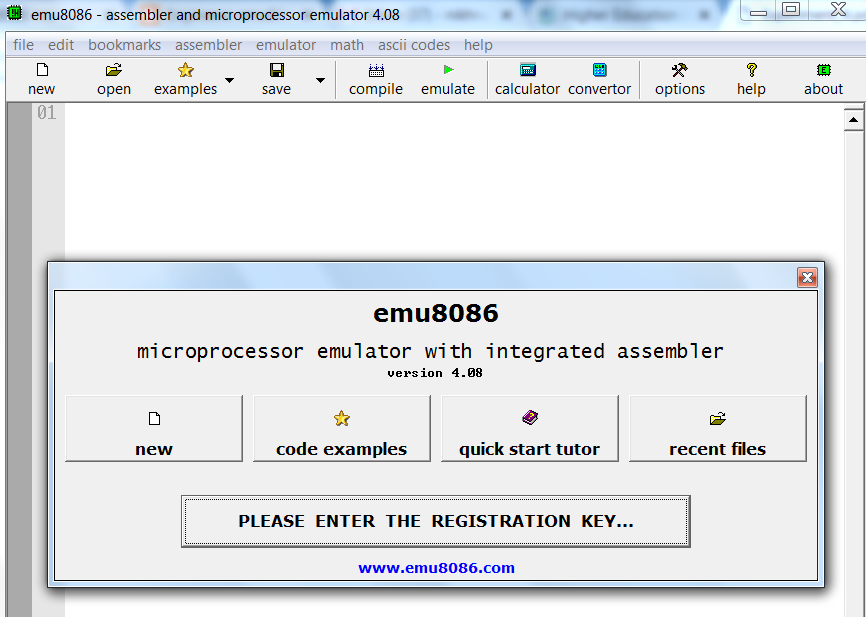 emu8086 - assembler and microprocessor emulator 4.08
file edit bookmarks assembler emulator math ascii codes help
new open examples save compile emulate calculator convertor options help about
01
emu8086
microprocessor emulator with integrated assembler
version 4.08
new code examples quick start tutor recent files
PLEASE ENTER THE REGISTRATION KEY...
www.emu8086.com